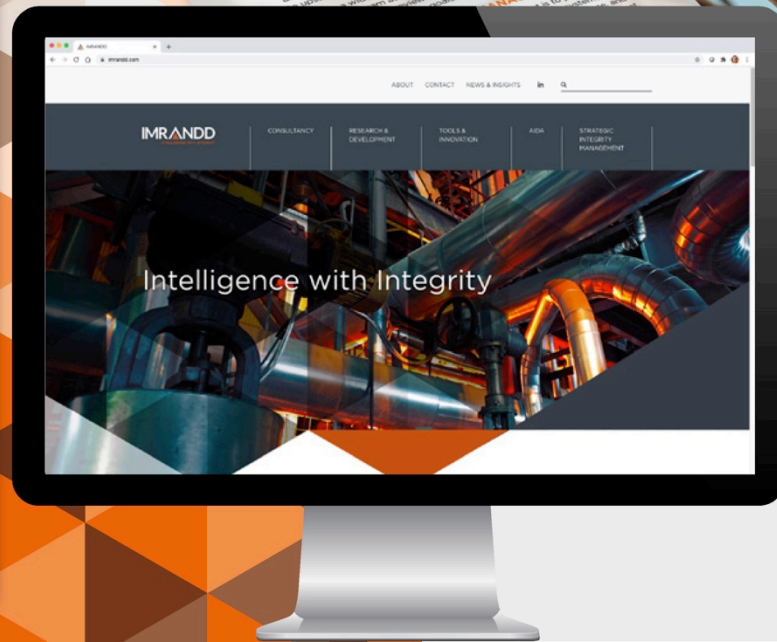 IMRANDD
imrandd.com
ABOUT CONTACT NEWS & INSIGHTS in
IMRANDD
CONSULTANCY
RESEARCH &
DEVELOPMENT
TOOLS &
INNOVATION
AIDA
STRATEGIC
INTEGRITY
MANAGEMENT
Intelligence with Integrity